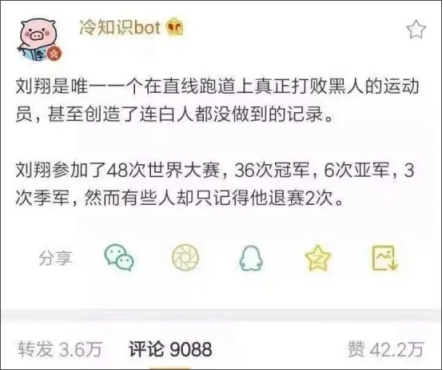 冷知识bot
刘翔是唯一一个在直线跑道上真正打败黑人的运动
员，甚至创造了连白人都没做到的记录。
刘翔参加了48次世界大赛，36次冠军，6次亚军，3
次季军，然而有些人却只记得他退赛2次。
分享
转发 3.6万 评论 9088 赞 42.2万